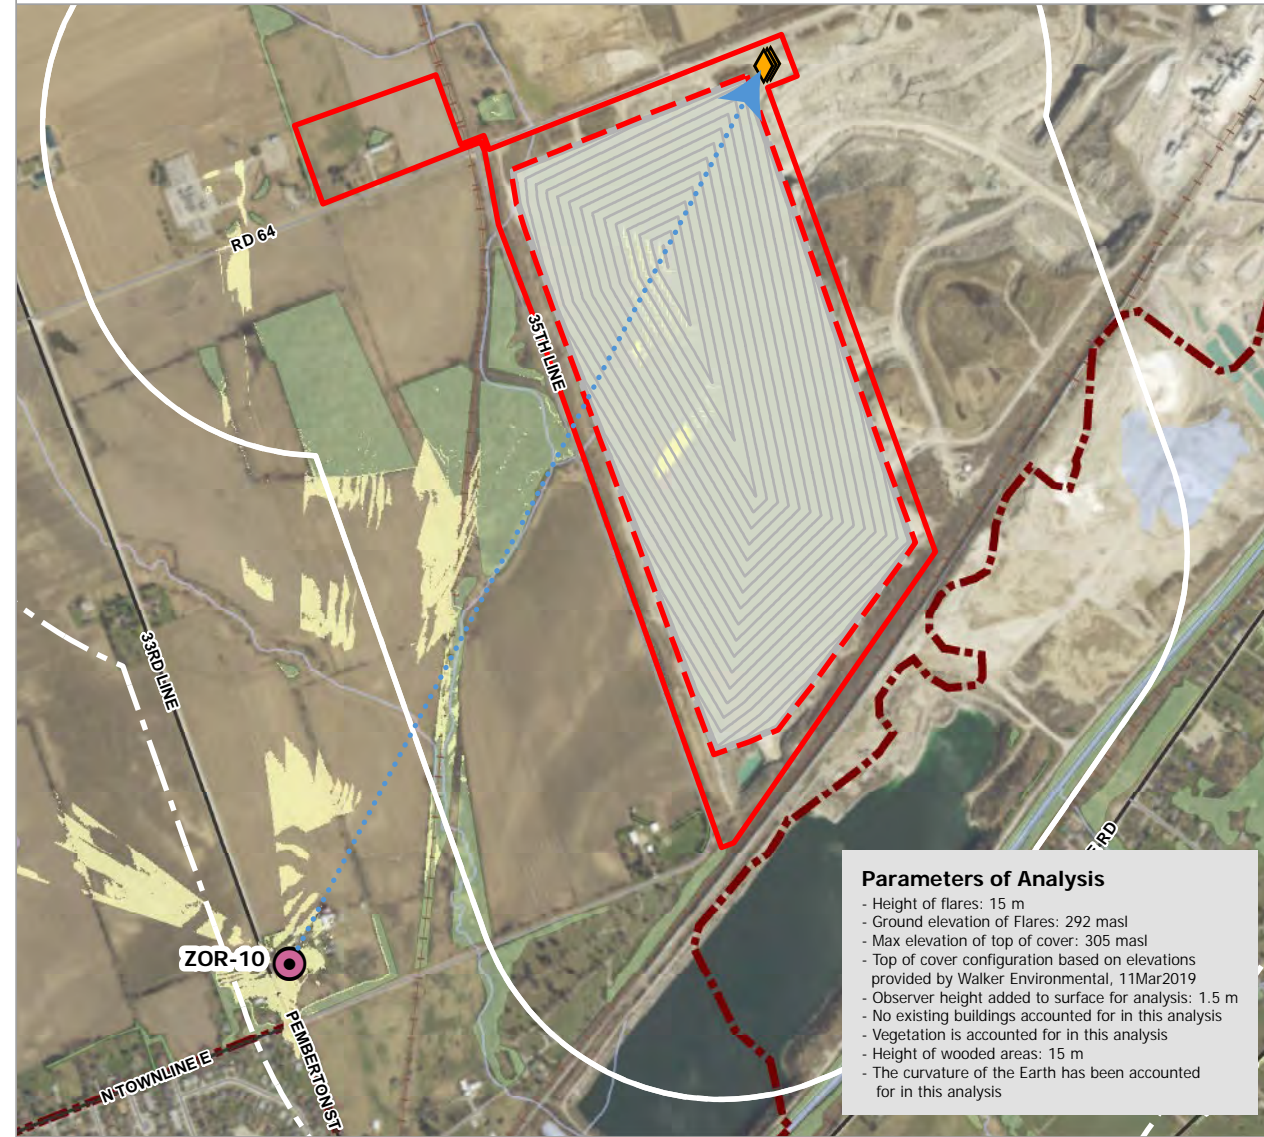 RD 64
35TH LINE
33RD LINE
ZOR-10
PEMBERTON ST
N TOWNLINE E
RD
Parameters of Analysis
- Height of flares: 15 m
- Ground elevation of Flares: 292 masl
- Max elevation of top of cover: 305 masl
- Top of cover configuration based on elevations
provided by Walker Environmental, 11Mar2019
- Observer height added to surface for analysis: 1.5 m
- No existing buildings accounted for in this analysis
- Vegetation is accounted for in this analysis
- Height of wooded areas: 15 m
- The curvature of the Earth has been accounted
for in this analysis